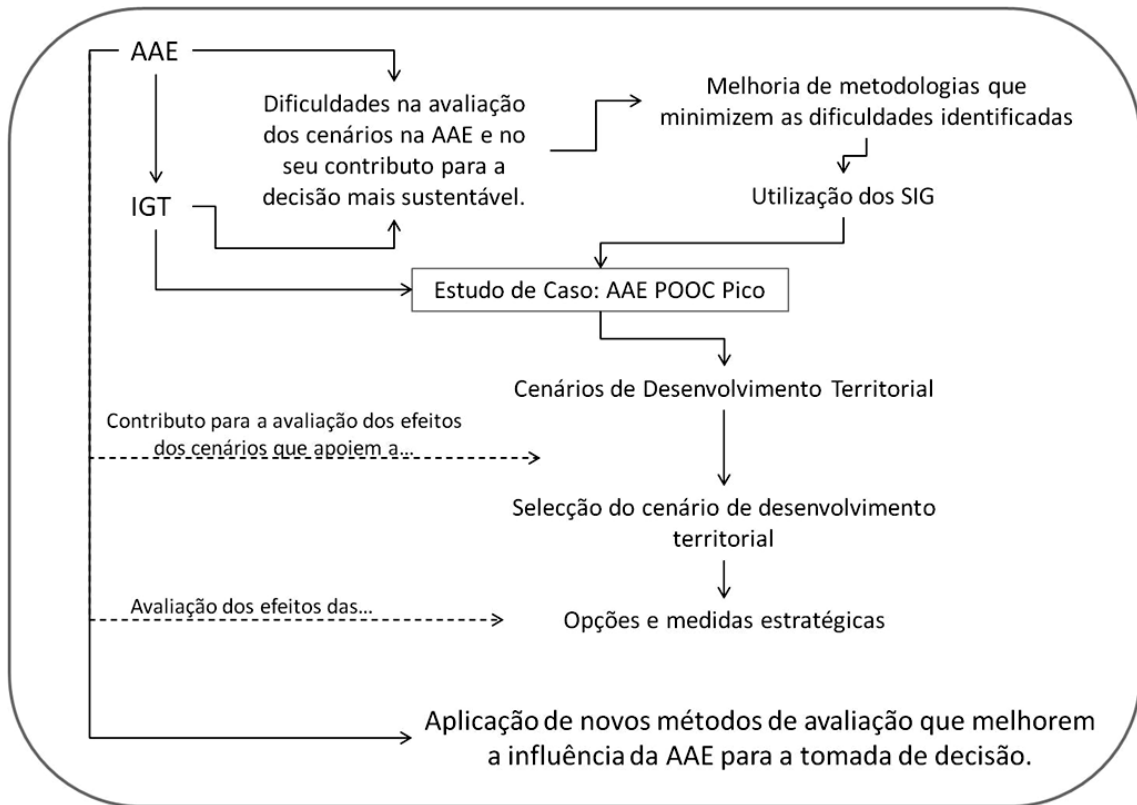 AAE
Dificuldades na avaliação
dos cenários na AAE e no
seu contributo para a
decisão mais sustentável.
Melhoria de metodologias que
minimizem as dificuldades identificadas
IGT
Utilização dos SIG
Estudo de Caso: AAE POOC Pico
Cenários de Desenvolvimento Territorial
Contributo para a avaliação dos efeitos
dos cenários que apoiem a...
Selecção do cenário de desenvolvimento
territorial
Avaliação dos efeitos das...
Opções e medidas estratégicas
Aplicação de novos métodos de avaliação que melhorem
a influência da AAE para a tomada de decisão.